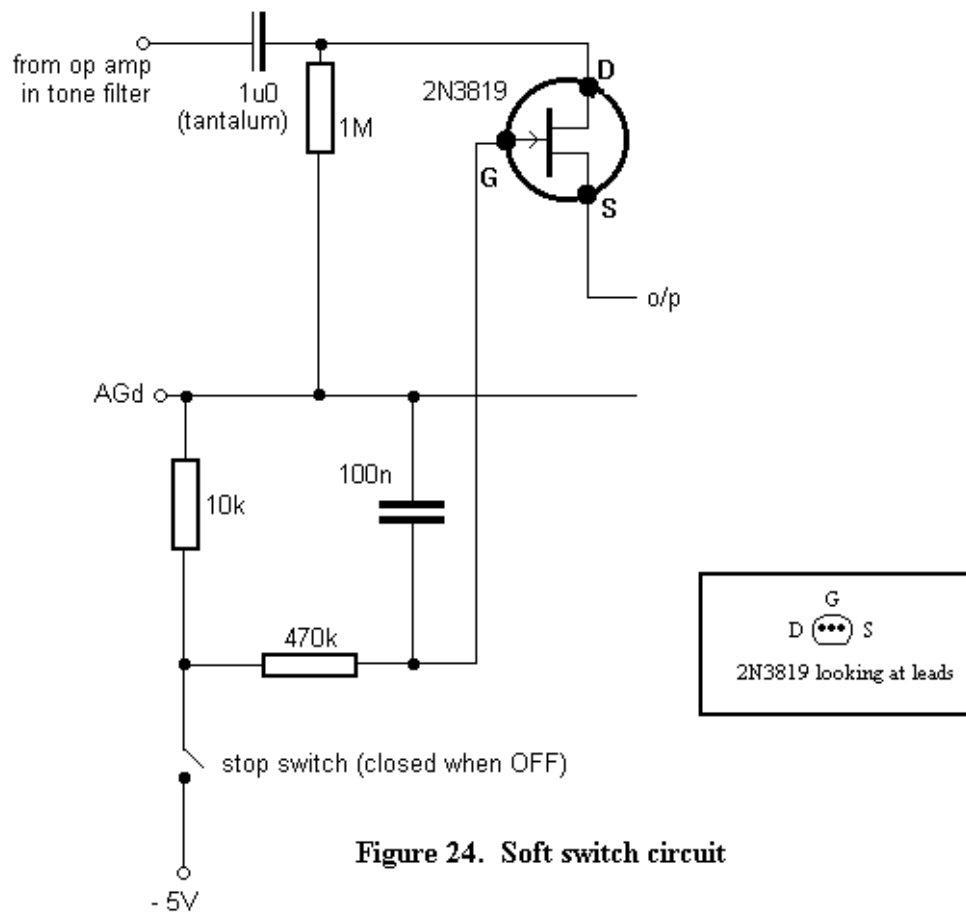 from op amp
in tone filter
1u0
(tantalum)
1M
2N3819
D
G
S
o/p
AGd
10k
100n
470k
G
D S
2N3819 looking at leads
stop switch (closed when OFF)
Figure 24. Soft switch circuit
- 5V